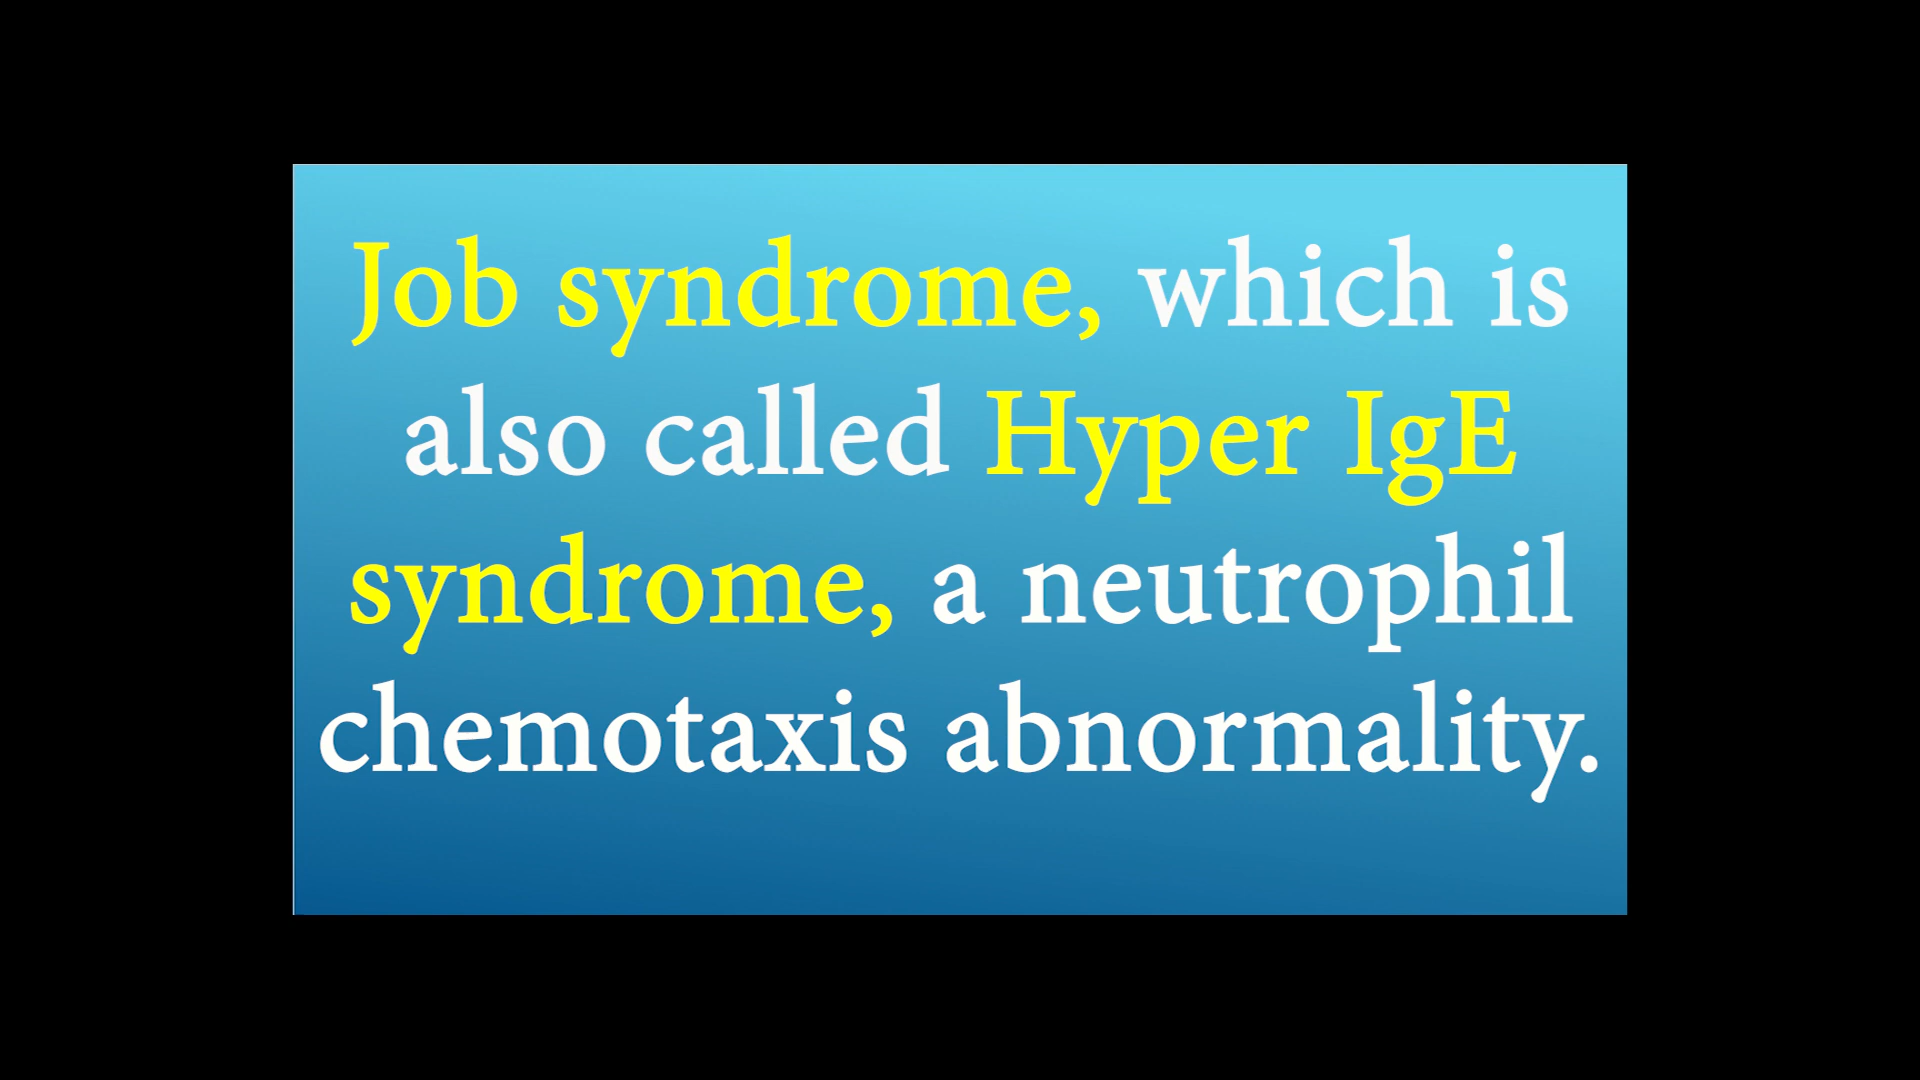 Job syndrome, which is
also called Hyper IgE
syndrome, a neutrophil
chemotaxis abnormality.